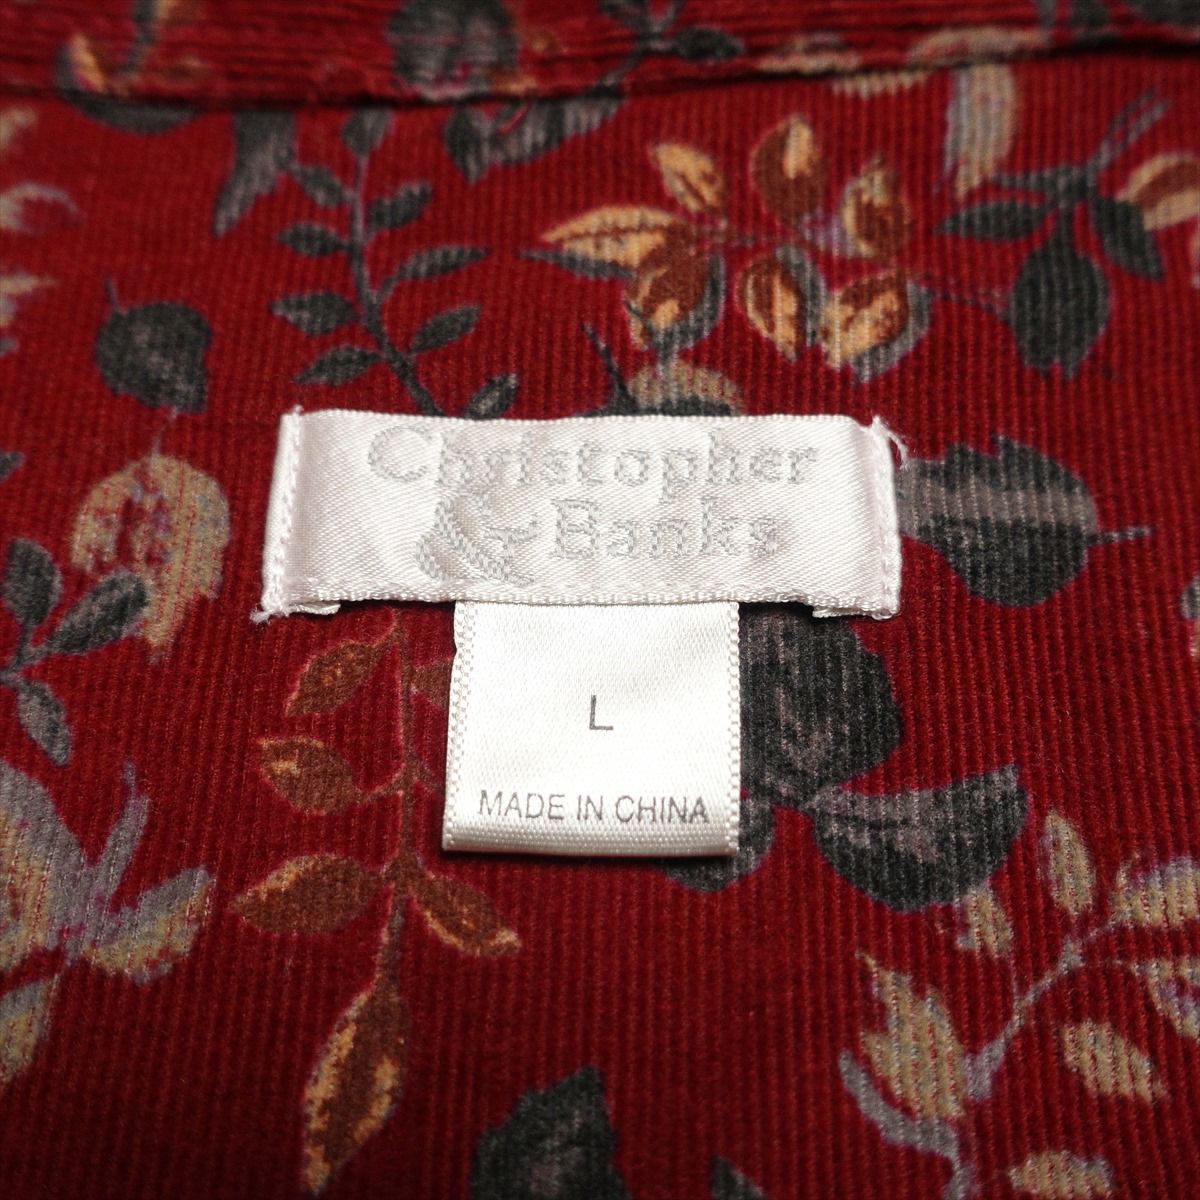 Christopher
& Banks
L
MADE IN CHINA